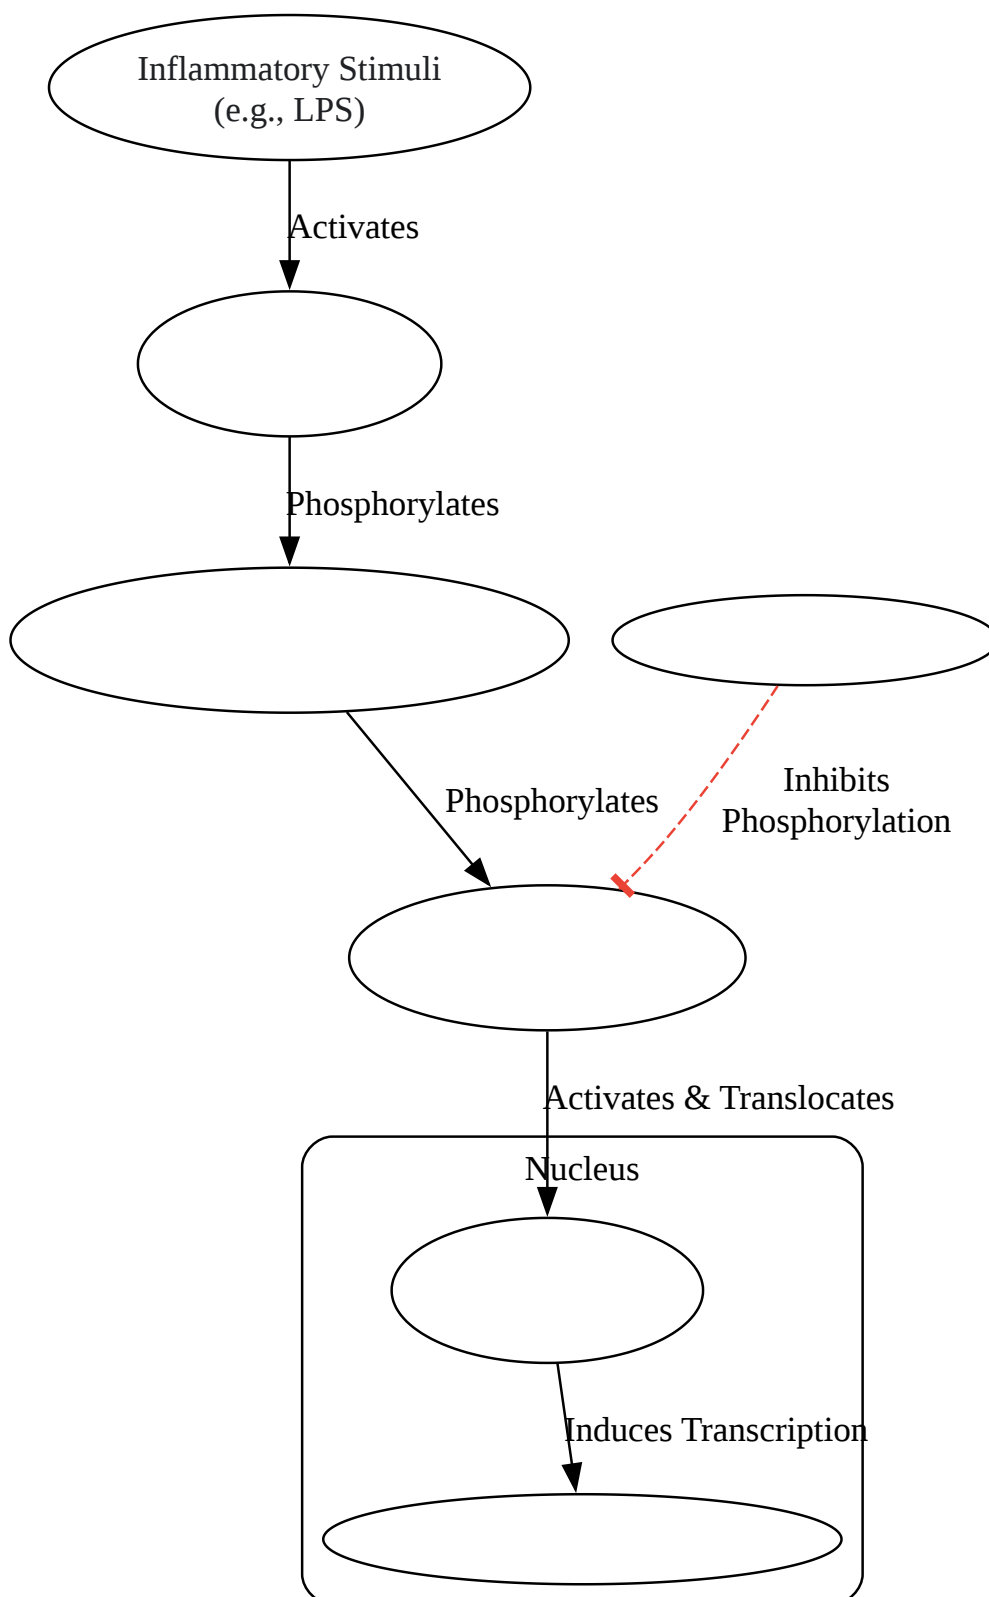 Inflammatory Stimuli
(e.g., LPS)
Activates
Phosphorylates
Phosphorylates
Inhibits
Phosphorylation
Activates & Translocates
Nucleus
Induces Transcription